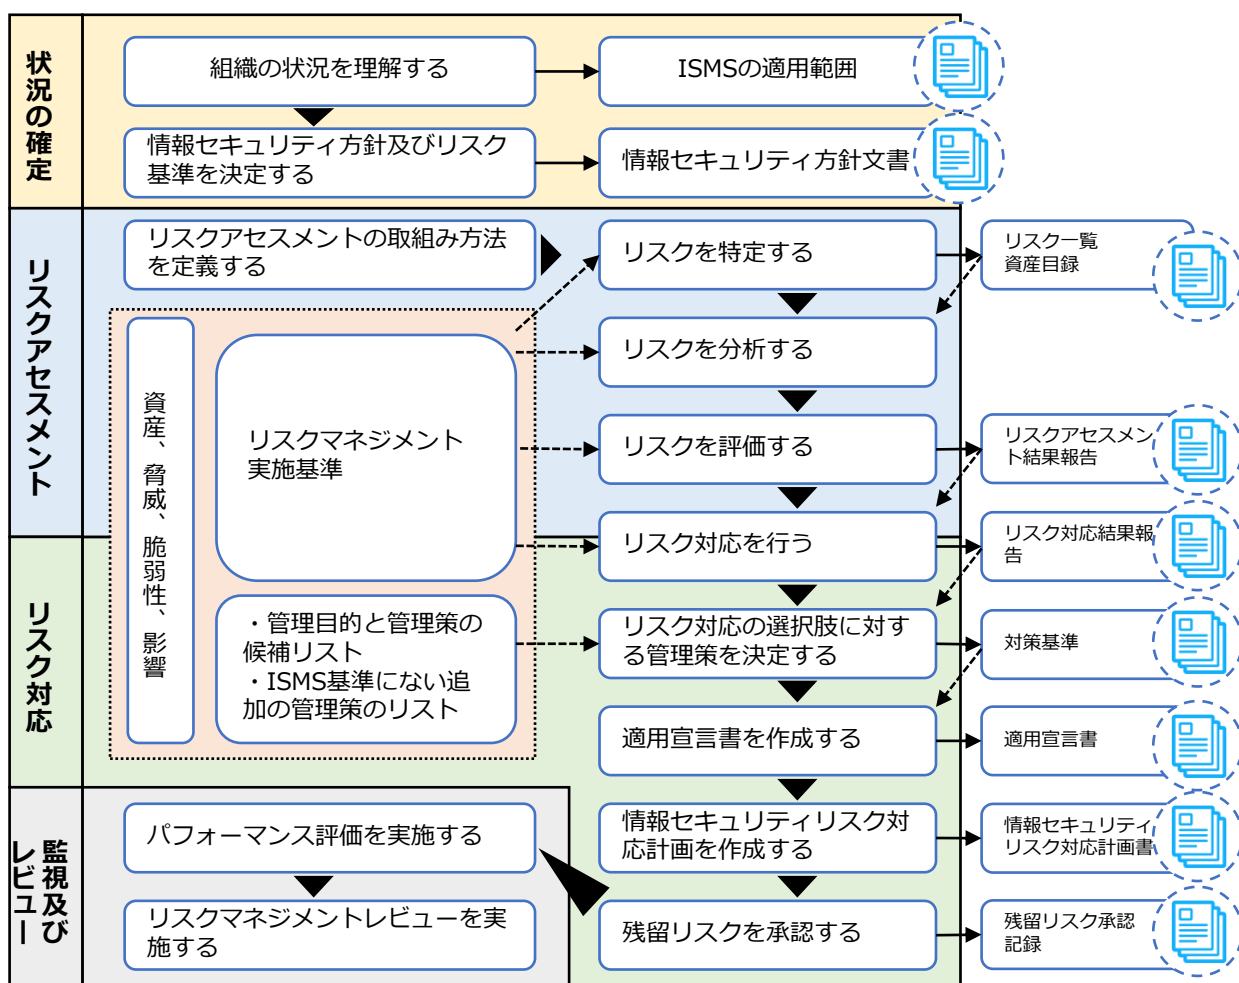 状況の確定
組織の状況を理解する
ISMSの適用範囲
情報セキュリティ方針及びリスク
基準を決定する
情報セキュリティ方針文書
リスクアセスメント
リスクアセスメントの取組み方法
を定義する
リスクを特定する
リスク一覧
資産目録
資産、脅威、脆弱性、影響
リスクマネジメント
実施基準
リスクを分析する
リスクを評価する
リスクアセスメン
ト結果報告
リスク対応を行う
リスク対応結果報
告
リスク対応
・管理目的と管理策の
候補リスト
・ISMS基準にない追
加の管理策のリスト
リスク対応の選択肢に対す
る管理策を決定する
対策基準
適用宣言書を作成する
適用宣言書
情報セキュリティリスク対
応計画を作成する
情報セキュリティ
リスク対応計画書
残留リスクを承認する
残留リスク承認
記録
監視及び
レビュー
パフォーマンス評価を実施する
リスクマネジメントレビューを実
施する